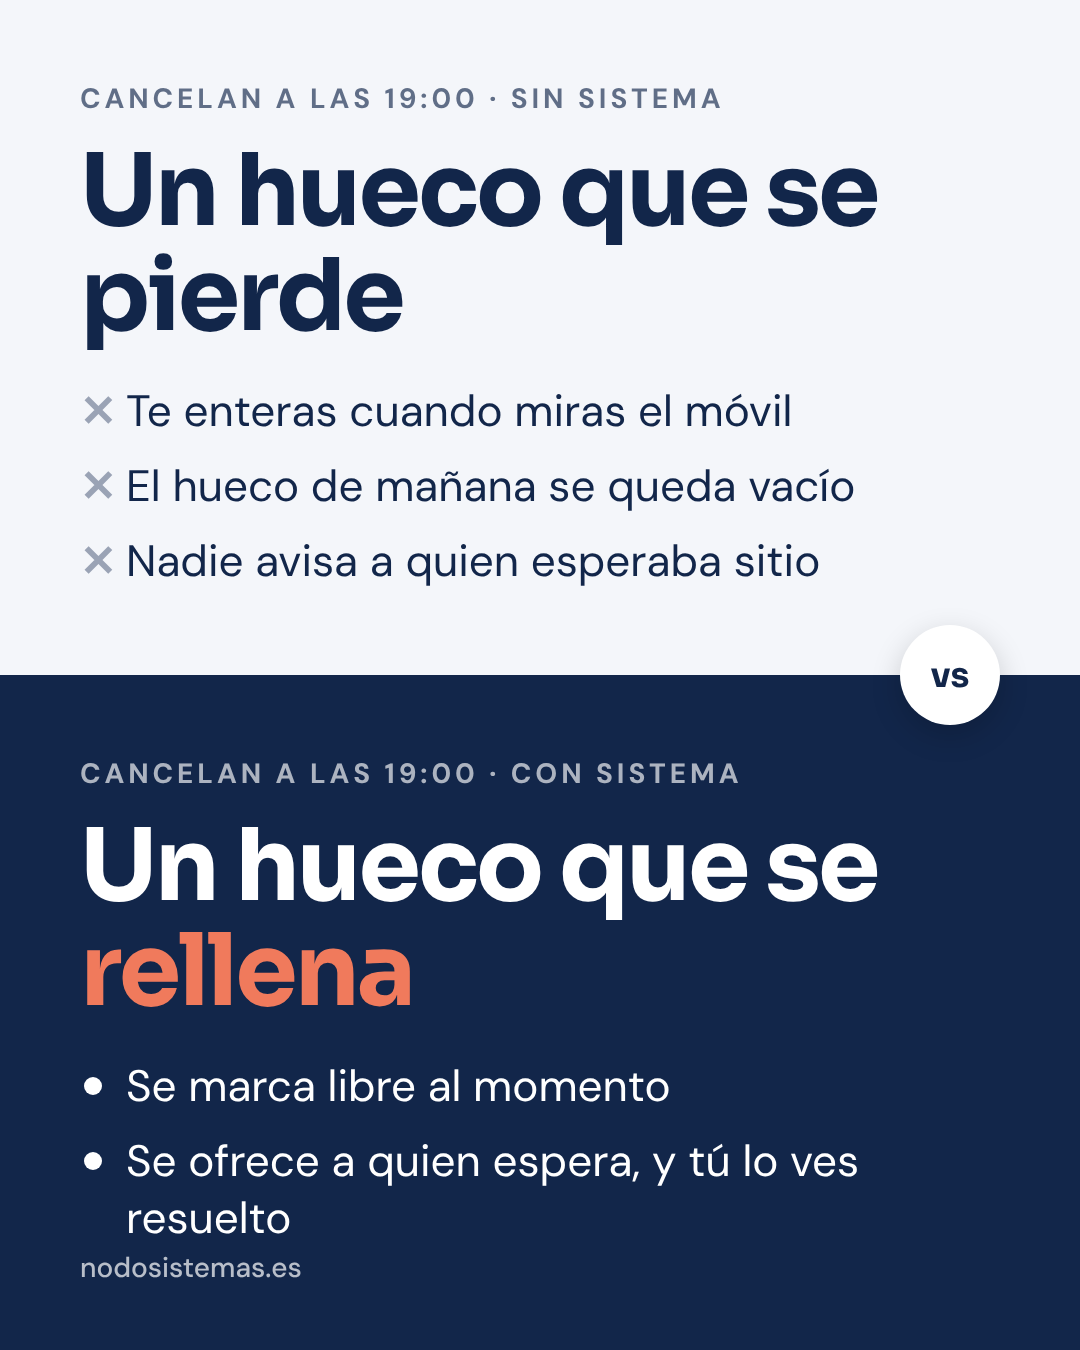 CANCELAN A LAS 19:00 · SIN SISTEMA
Un hueco que se
pierde
✕ Te enteras cuando miras el móvil
✕ El hueco de mañana se queda vacío
✕ Nadie avisa a quien esperaba sitio
vs
CANCELAN A LAS 19:00 · CON SISTEMA
Un hueco que se
rellena
• Se marca libre al momento
• Se ofrece a quien espera, y tú lo ves
resuelto
nodosistemas.es